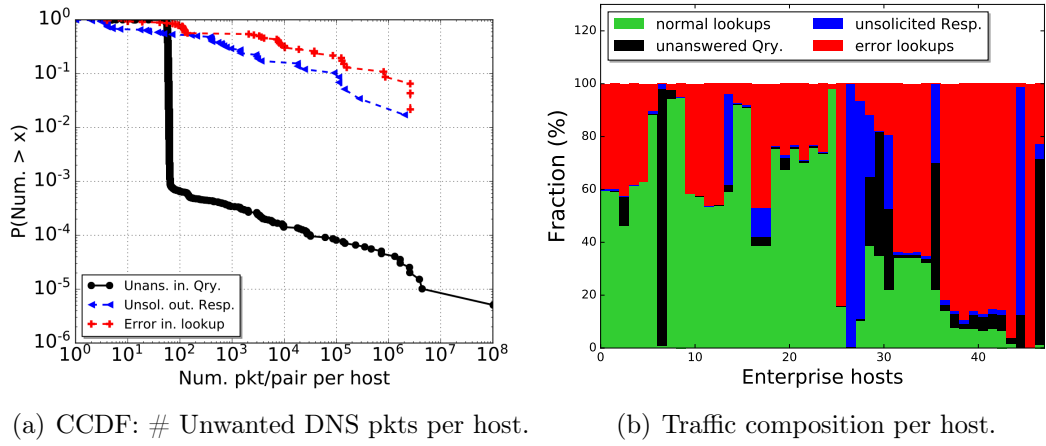 10^0
10^-1
10^-2
10^-3
10^-4
10^-5
10^-6
P(Num. > x)
Unans. in. Qry.
Unsol. out. Resp.
Error in. lookup
10^0 10^1 10^2 10^3 10^4 10^5 10^6 10^7 10^8
Num. pkt/pair per host
(a) CCDF: # Unwanted DNS pkts per host.
normal lookups unsolicited Resp.
unanswered Qry. error lookups
120
100
80
60
40
20
0
Fraction (%)
0 10 20 30 40
Enterprise hosts
(b) Traffic composition per host.